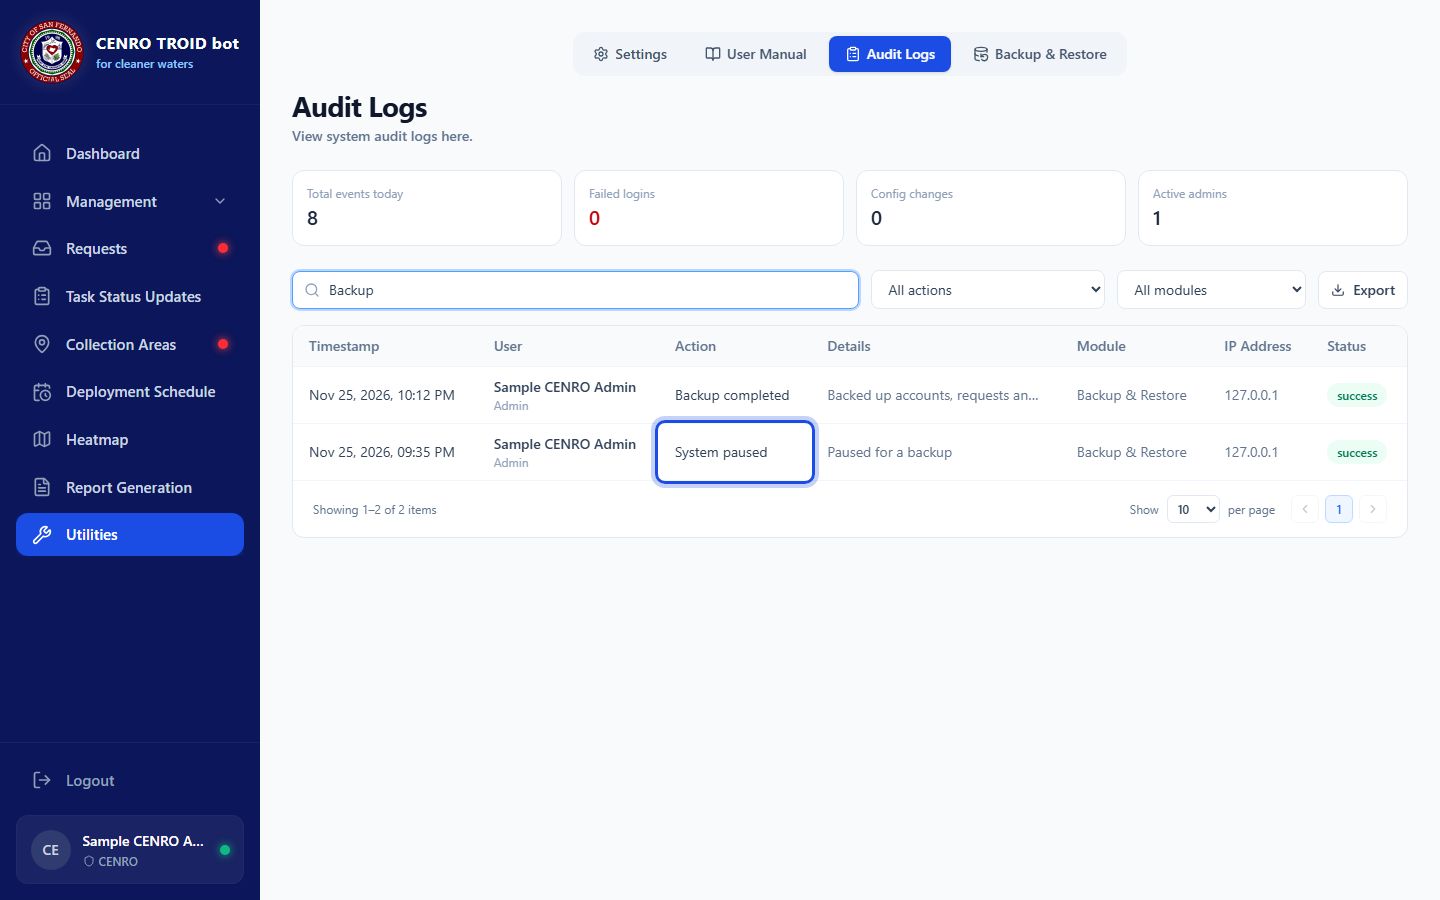 CITY OF SAN FERNANDO
OFFICIAL SEAL
CENRO TROID bot
for cleaner waters
Dashboard
Management
Requests
Task Status Updates
Collection Areas
Deployment Schedule
Heatmap
Report Generation
Utilities
Logout
CE
Sample CENRO A...
CENRO
Settings
User Manual
Audit Logs
Backup & Restore
Audit Logs
View system audit logs here.
Total events today
8
Failed logins
0
Config changes
0
Active admins
1
Backup
All actions
All modules
Export
Timestamp User Action Details Module IP Address Status
Nov 25, 2026, 10:12 PM Sample CENRO Admin Backup completed Backed up accounts, requests an... Backup & Restore 127.0.0.1 success
Admin
Nov 25, 2026, 09:35 PM Sample CENRO Admin System paused Paused for a backup Backup & Restore 127.0.0.1 success
Admin
Showing 1–2 of 2 items
Show 10 per page 1